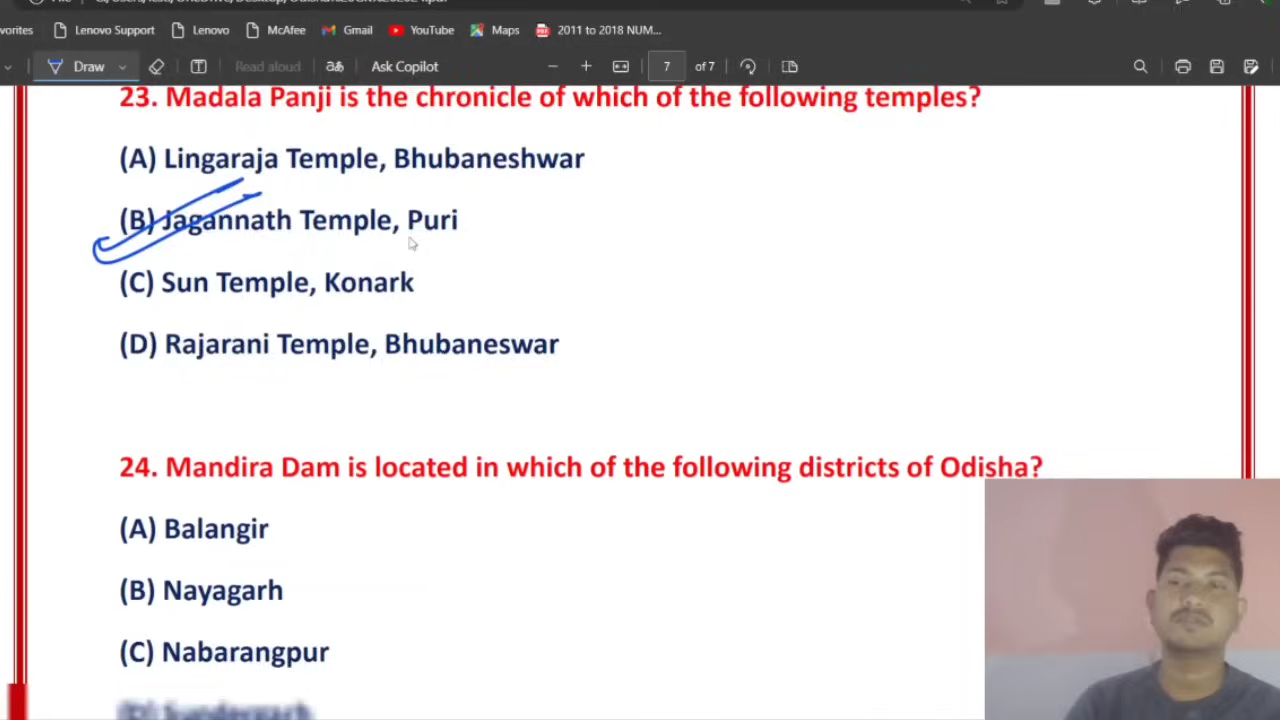 vorites Lenovo Support Lenovo McAfee Gmail YouTube Maps 2011 to 2018 NUM...
Draw Read aloud aあ Ask Copilot 7 of 7
23. Madala Panji is the chronicle of which of the following temples?
(A) Lingaraja Temple, Bhubaneshwar
(B) Jagannath Temple, Puri
(C) Sun Temple, Konark
(D) Rajarani Temple, Bhubaneswar
24. Mandira Dam is located in which of the following districts of Odisha?
(A) Balangir
(B) Nayagarh
(C) Nabarangpur